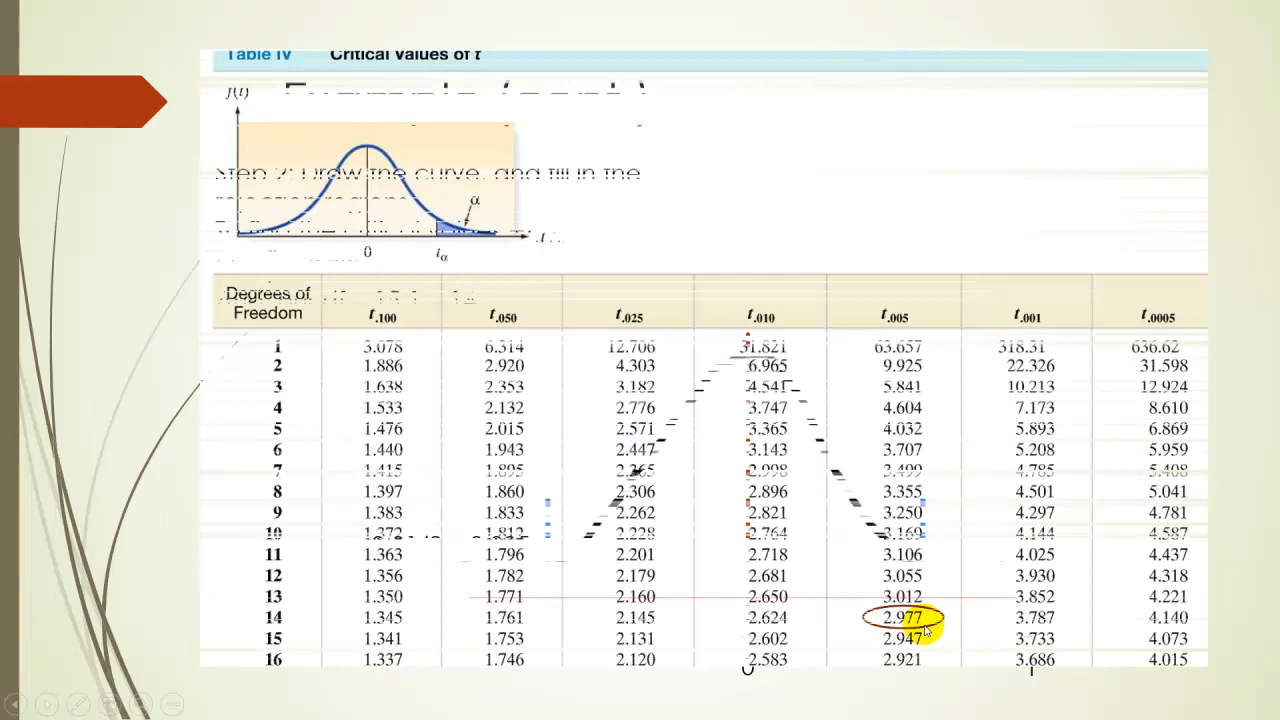 Table IV Critical Values of t
f(t)
Step 2: Draw the curve, and fill in the
α
t
0
tα
Degrees of
Freedom t.100 t.050 t.025 t.010 t.005 t.001 t.0005
1 3.078 6.314 12.706 31.821 63.657 318.31 636.62
2 1.886 2.920 4.303 6.965 9.925 22.326 31.598
3 1.638 2.353 3.182 4.541 5.841 10.213 12.924
4 1.533 2.132 2.776 3.747 4.604 7.173 8.610
5 1.476 2.015 2.571 3.365 4.032 5.893 6.869
6 1.440 1.943 2.447 3.143 3.707 5.208 5.959
7 1.415 1.895 2.365 2.998 3.499 4.785 5.408
8 1.397 1.860 2.306 2.896 3.355 4.501 5.041
9 1.383 1.833 2.262 2.821 3.250 4.297 4.781
10 1.372 1.812 2.228 2.764 3.169 4.144 4.587
11 1.363 1.796 2.201 2.718 3.106 4.025 4.437
12 1.356 1.782 2.179 2.681 3.055 3.930 4.318
13 1.350 1.771 2.160 2.650 3.012 3.852 4.221
14 1.345 1.761 2.145 2.624 2.977 3.787 4.140
15 1.341 1.753 2.131 2.602 2.947 3.733 4.073
16 1.337 1.746 2.120 2.583 2.921 3.686 4.015